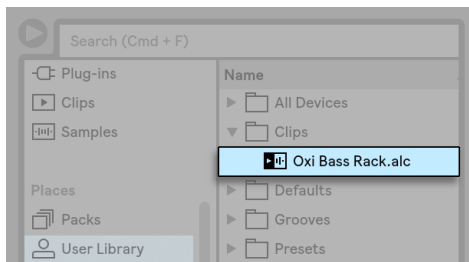 Search (Cmd + F)
Plug-ins
Clips
Samples
Places
Packs
User Library
Name
All Devices
Clips
Oxi Bass Rack.alc
Defaults
Grooves
Presets